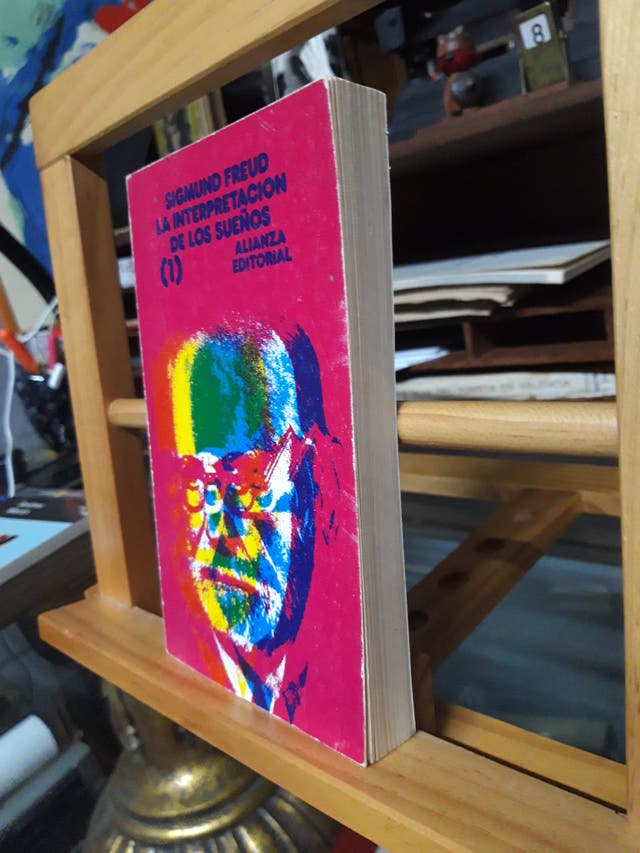 SIGMUND FREUD
LA INTERPRETACION
DE LOS SUEÑOS
(1)
ALIANZA
EDITORIAL
8